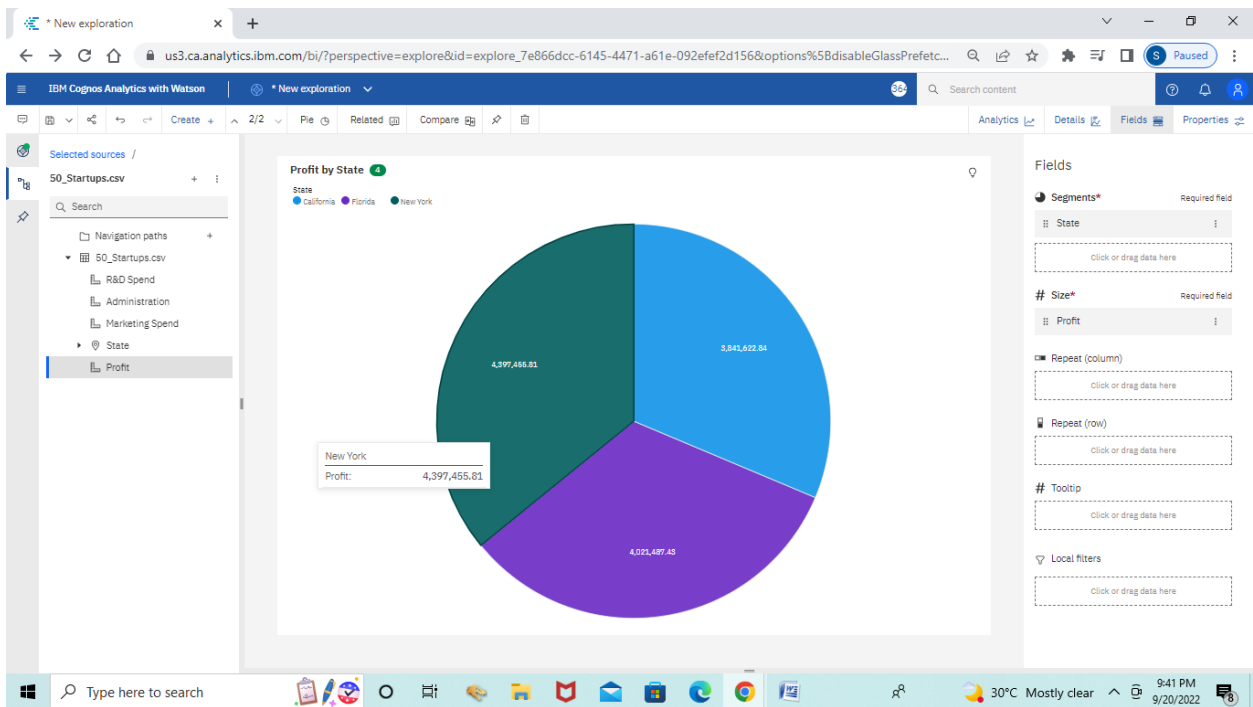 * New exploration
us3.ca.analytics.ibm.com/bi/?perspective=explore&id=explore_7e866dcc-6145-4471-a61e-092efef2d156&options%5BdisableGlassPrefetc...
S Paused
IBM Cognos Analytics with Watson
* New exploration
364
Search content
Create +
2/2
Pie
Related
Compare
Analytics
Details
Fields
Properties
Selected sources /
50_Startups.csv
Search
Navigation paths
50_Startups.csv
R&D Spend
Administration
Marketing Spend
State
Profit
Profit by State 4
State
California Florida New York
4,397,455.81
3,841,622.84
New York
Profit: 4,397,455.81
4,021,487.43
Fields
Segments* Required field
State
Click or drag data here
# Size* Required field
Profit
Repeat (column)
Click or drag data here
Repeat (row)
Click or drag data here
# Tooltip
Click or drag data here
Local filters
Click or drag data here
Type here to search
30°C Mostly clear
9:41 PM
9/20/2022
8